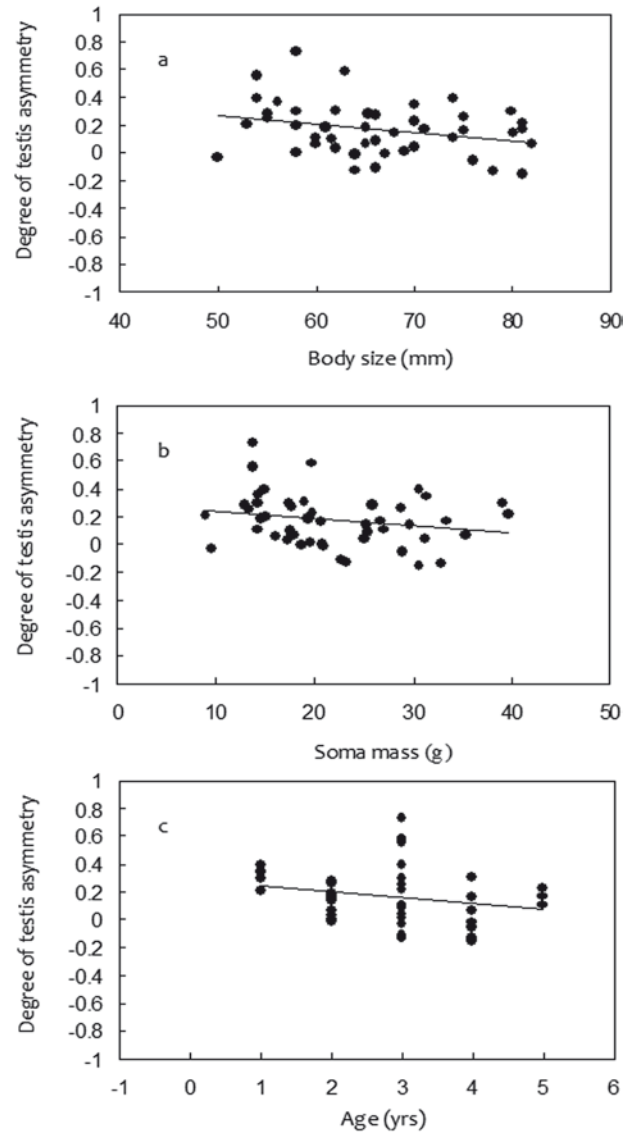 a
Degree of testis asymmetry
1
0.8
0.6
0.4
0.2
0
-0.2
-0.4
-0.6
-0.8
-1
40 50 60 70 80 90
Body size (mm)
b
Degree of testis asymmetry
1
0.8
0.6
0.4
0.2
0
-0.2
-0.4
-0.6
-0.8
-1
0 10 20 30 40 50
Soma mass (g)
c
Degree of testis asymmetry
1
0.8
0.6
0.4
0.2
0
-0.2
-0.4
-0.6
-0.8
-1
-1 0 1 2 3 4 5 6
Age (yrs)